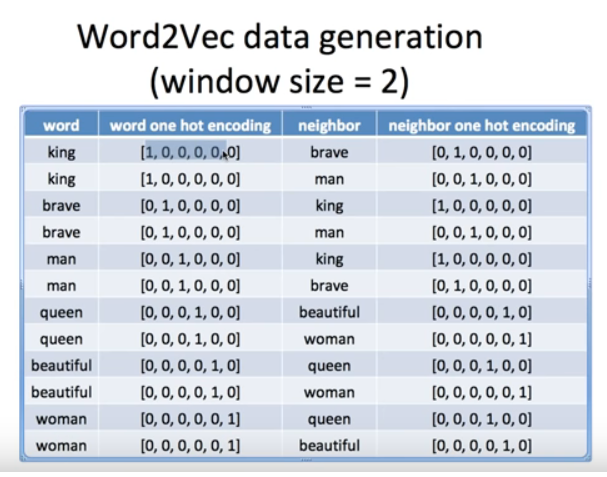 Word2Vec data generation
(window size = 2)
word word one hot encoding neighbor neighbor one hot encoding
king [1, 0, 0, 0, 0, 0] brave [0, 1, 0, 0, 0, 0]
king [1, 0, 0, 0, 0, 0] man [0, 0, 1, 0, 0, 0]
brave [0, 1, 0, 0, 0, 0] king [1, 0, 0, 0, 0, 0]
brave [0, 1, 0, 0, 0, 0] man [0, 0, 1, 0, 0, 0]
man [0, 0, 1, 0, 0, 0] king [1, 0, 0, 0, 0, 0]
man [0, 0, 1, 0, 0, 0] brave [0, 1, 0, 0, 0, 0]
queen [0, 0, 0, 1, 0, 0] beautiful [0, 0, 0, 0, 1, 0]
queen [0, 0, 0, 1, 0, 0] woman [0, 0, 0, 0, 0, 1]
beautiful [0, 0, 0, 0, 1, 0] queen [0, 0, 0, 1, 0, 0]
beautiful [0, 0, 0, 0, 1, 0] woman [0, 0, 0, 0, 0, 1]
woman [0, 0, 0, 0, 0, 1] queen [0, 0, 0, 1, 0, 0]
woman [0, 0, 0, 0, 0, 1] beautiful [0, 0, 0, 0, 1, 0]